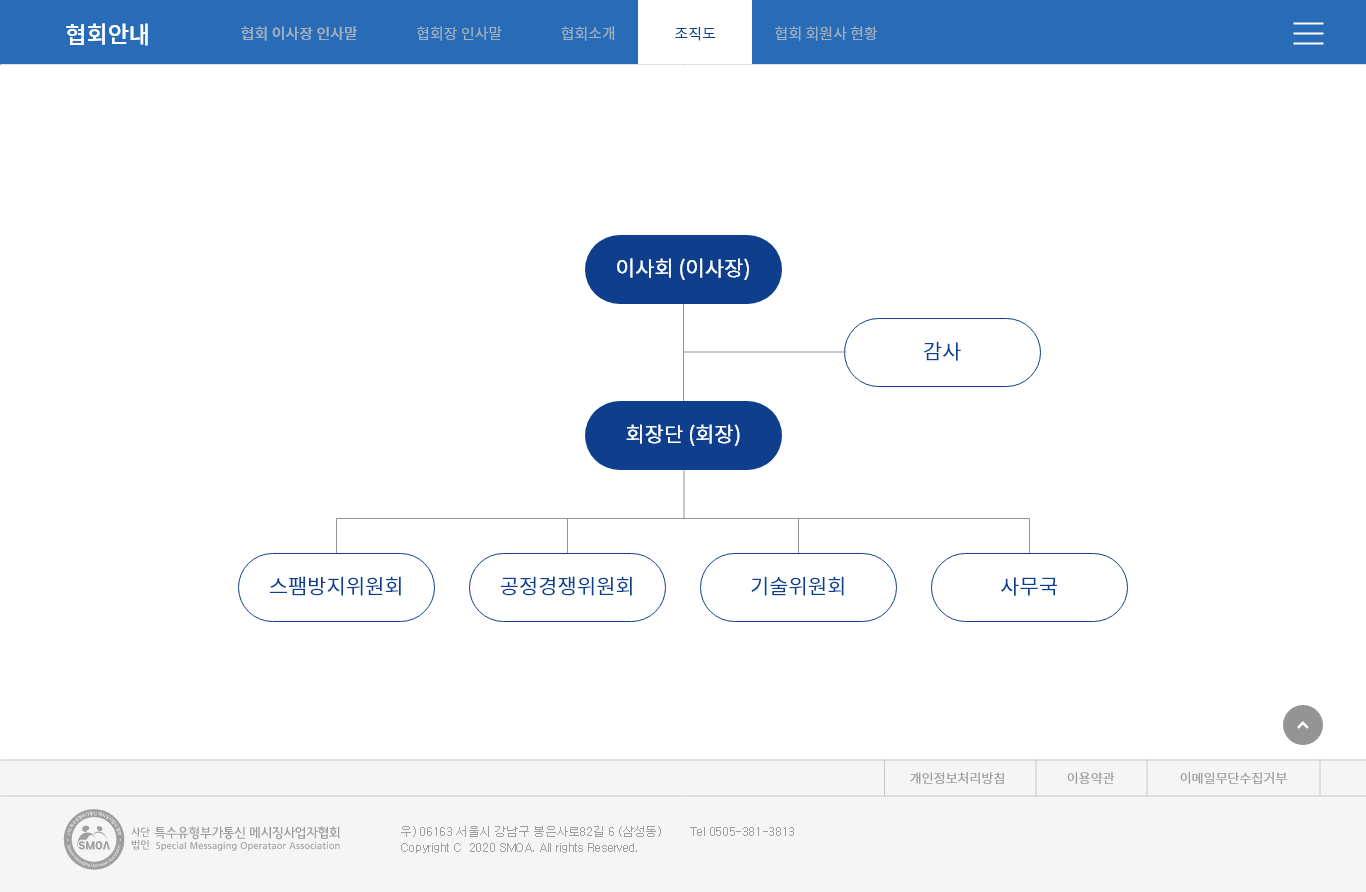 협회안내
협회 이사장 인사말
협회장 인사말
협회소개
조직도
협회 회원사 현황
이사회 (이사장)
감사
회장단 (회장)
스팸방지위원회
공정경쟁위원회
기술위원회
사무국
개인정보처리방침
이용약관
이메일무단수집거부
SMOA
사단 법인 특수유형부가통신 메시징사업자협회
Special Messaging Operataor Association
우) 06163 서울시 강남구 봉은사로82길 6 (삼성동) Tel 0505-381-3813
Copyright C 2020 SMOA. All rights Reserved.